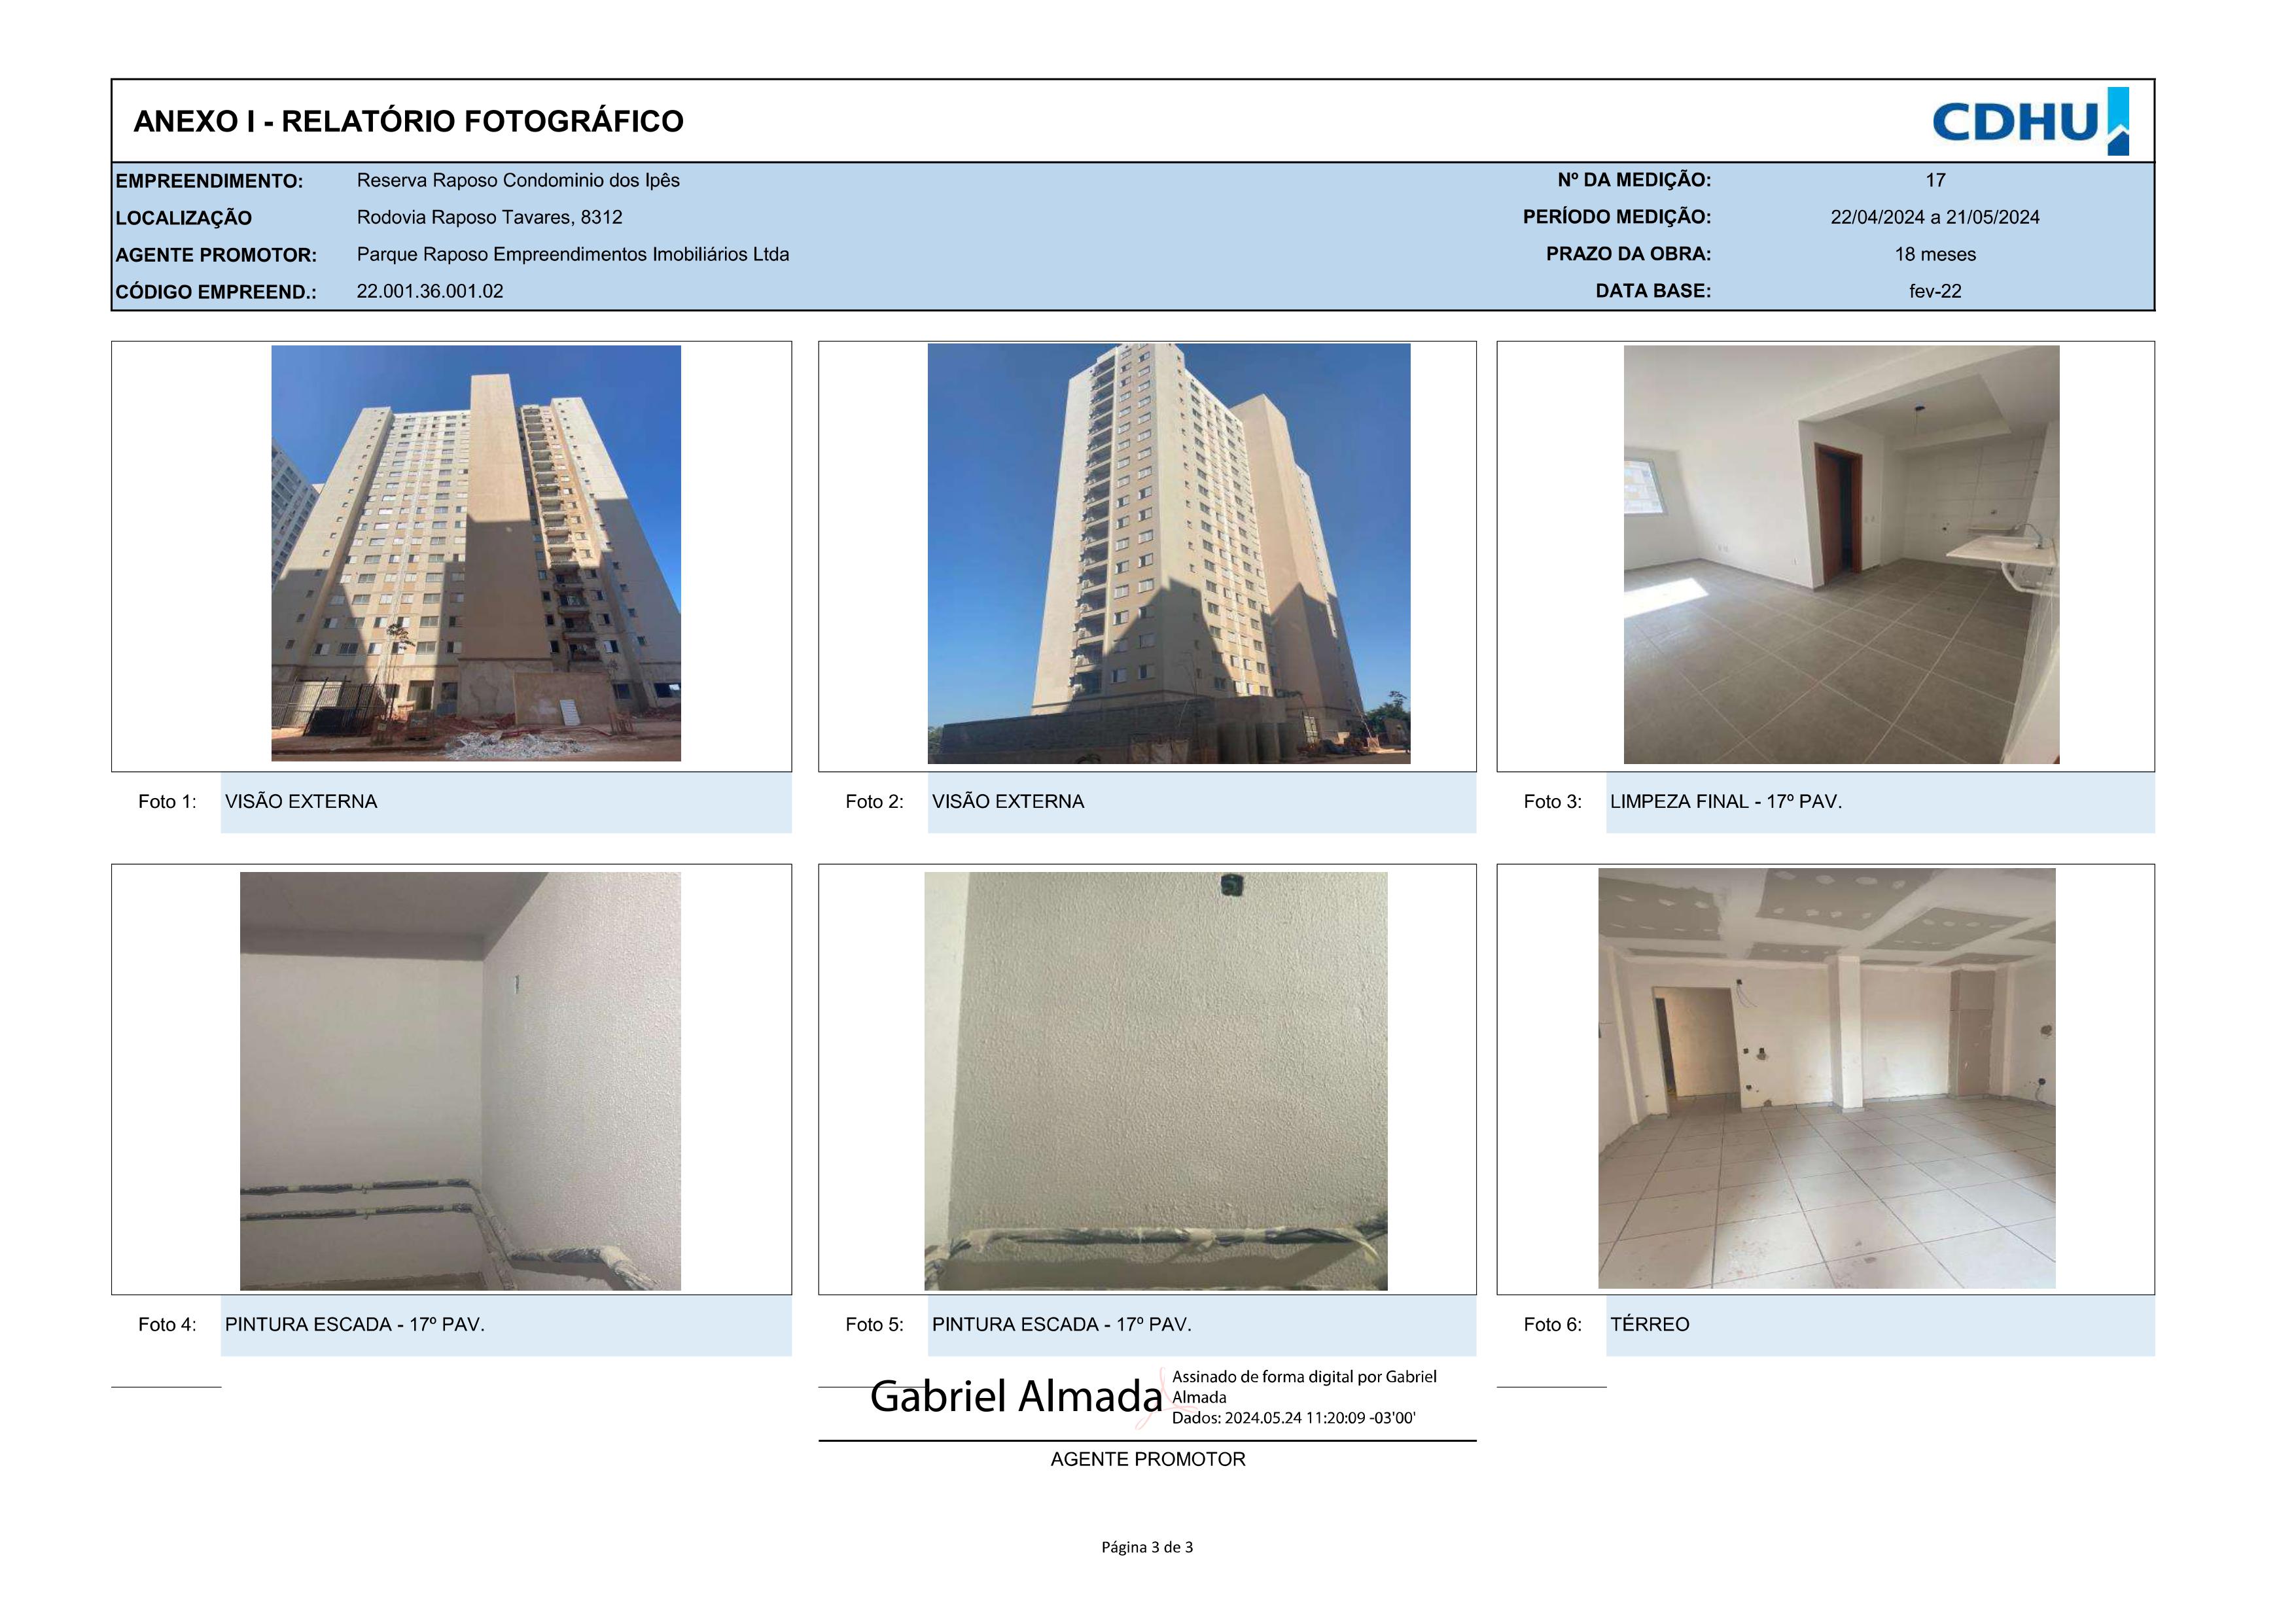 ANEXO I - RELATÓRIO FOTOGRÁFICO
CDHU
EMPREENDIMENTO: Reserva Raposo Condominio dos Ipês
Nº DA MEDIÇÃO: 17
LOCALIZAÇÃO Rodovia Raposo Tavares, 8312
PERÍODO MEDIÇÃO: 22/04/2024 a 21/05/2024
AGENTE PROMOTOR: Parque Raposo Empreendimentos Imobiliários Ltda
PRAZO DA OBRA: 18 meses
CÓDIGO EMPREEND.: 22.001.36.001.02
DATA BASE: fev-22
Foto 1: VISÃO EXTERNA
Foto 2: VISÃO EXTERNA
Foto 3: LIMPEZA FINAL - 17º PAV.
Foto 4: PINTURA ESCADA - 17º PAV.
Foto 5: PINTURA ESCADA - 17º PAV.
Foto 6: TÉRREO
Gabriel Almada
Assinado de forma digital por Gabriel
Almada
Dados: 2024.05.24 11:20:09 -03'00'
AGENTE PROMOTOR
Página 3 de 3